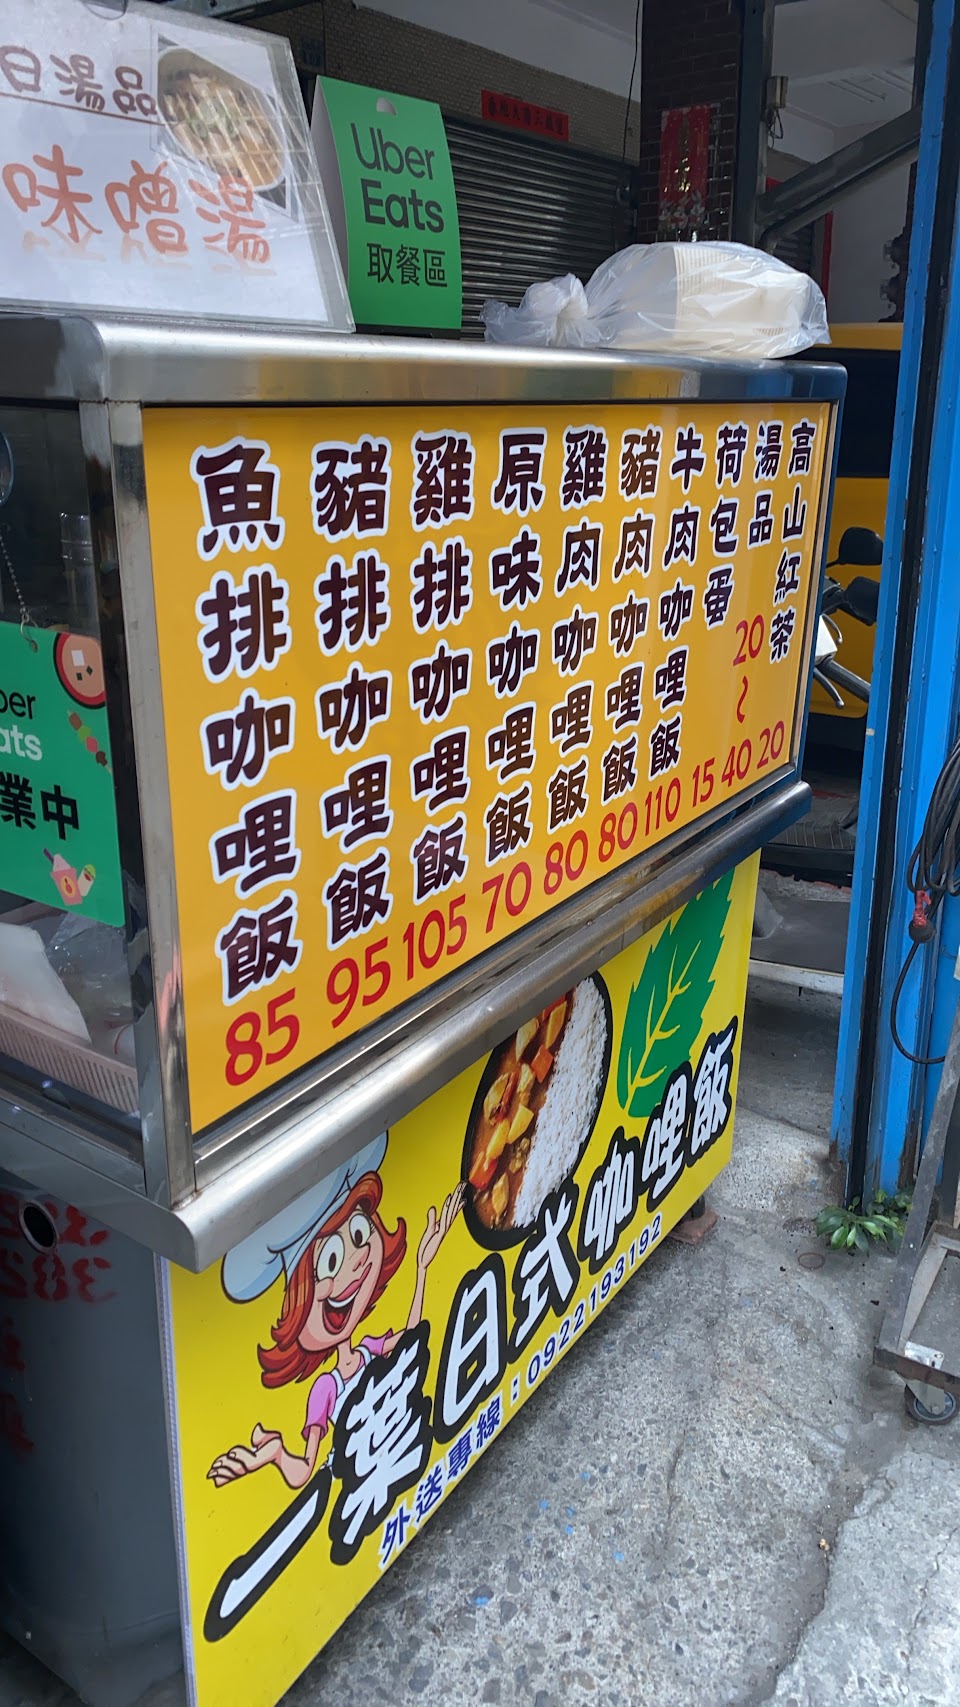 日湯品
味噌湯
Uber
Eats
取餐區
魚排咖哩飯 85
豬排咖哩飯 95
雞排咖哩飯 105
原味咖哩飯 70
雞肉咖哩飯 80
豬肉咖哩飯 80
牛肉咖哩飯 110
荷包蛋 15
湯品 20~40
高山紅茶 20
ber
ats
業中
一葉日式咖哩飯
外送專線:0922193192